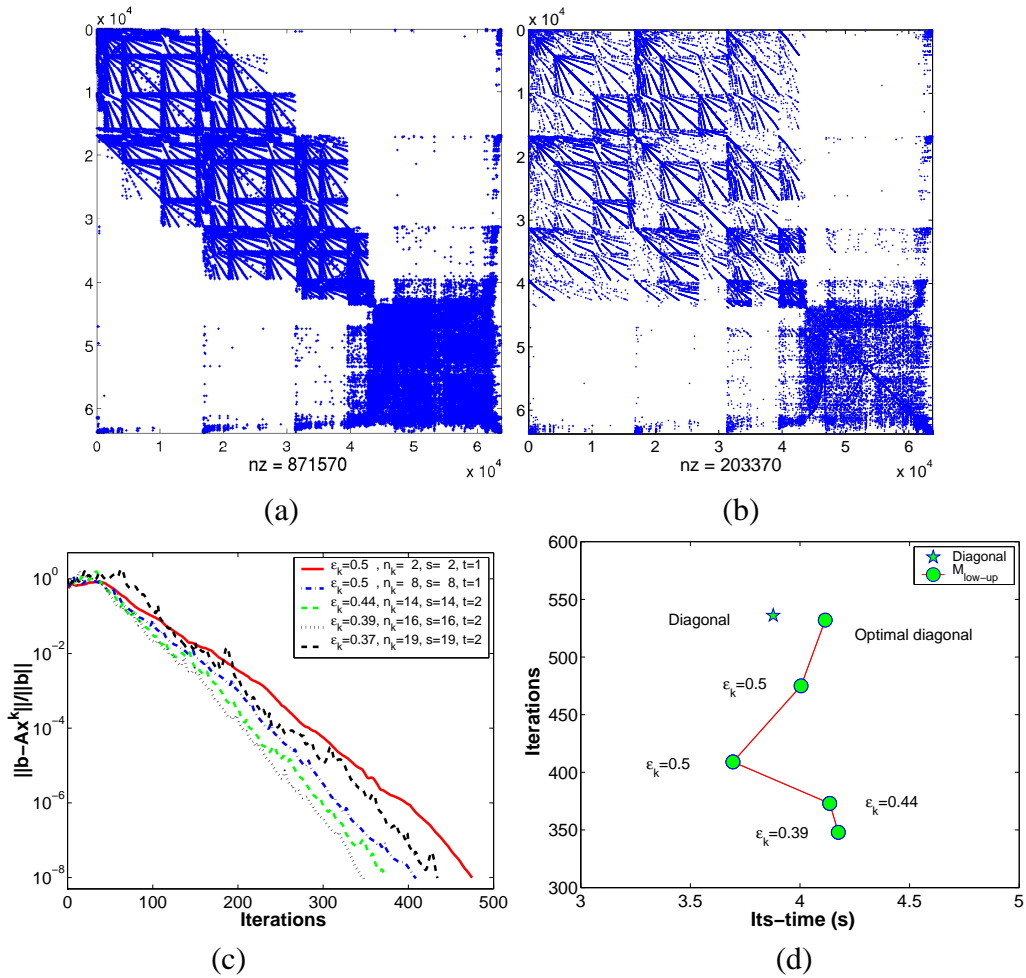 x 10^4
0
1
2
3
4
5
6
0 1 2 3 4 5 6
nz = 871570
x 10^4
(a)
x 10^4
0
1
2
3
4
5
6
0 1 2 3 4 5 6
nz = 203370
x 10^4
(b)
10^0
10^−2
10^−4
10^−6
10^−8
||b−Ax^k||/||b||
0 100 200 300 400 500
Iterations
ε_k=0.5 , n_k= 2, s= 2, t=1
ε_k=0.5 , n_k= 8, s= 8, t=1
ε_k=0.44, n_k=14, s=14, t=2
ε_k=0.39, n_k=16, s=16, t=2
ε_k=0.37, n_k=19, s=19, t=2
(c)
600
550
500
450
400
350
300
Iterations
3 3.5 4 4.5 5
Its−time (s)
Diagonal
M_low−up
Diagonal
Optimal diagonal
ε_k=0.5
ε_k=0.5
ε_k=0.44
ε_k=0.39
(d)